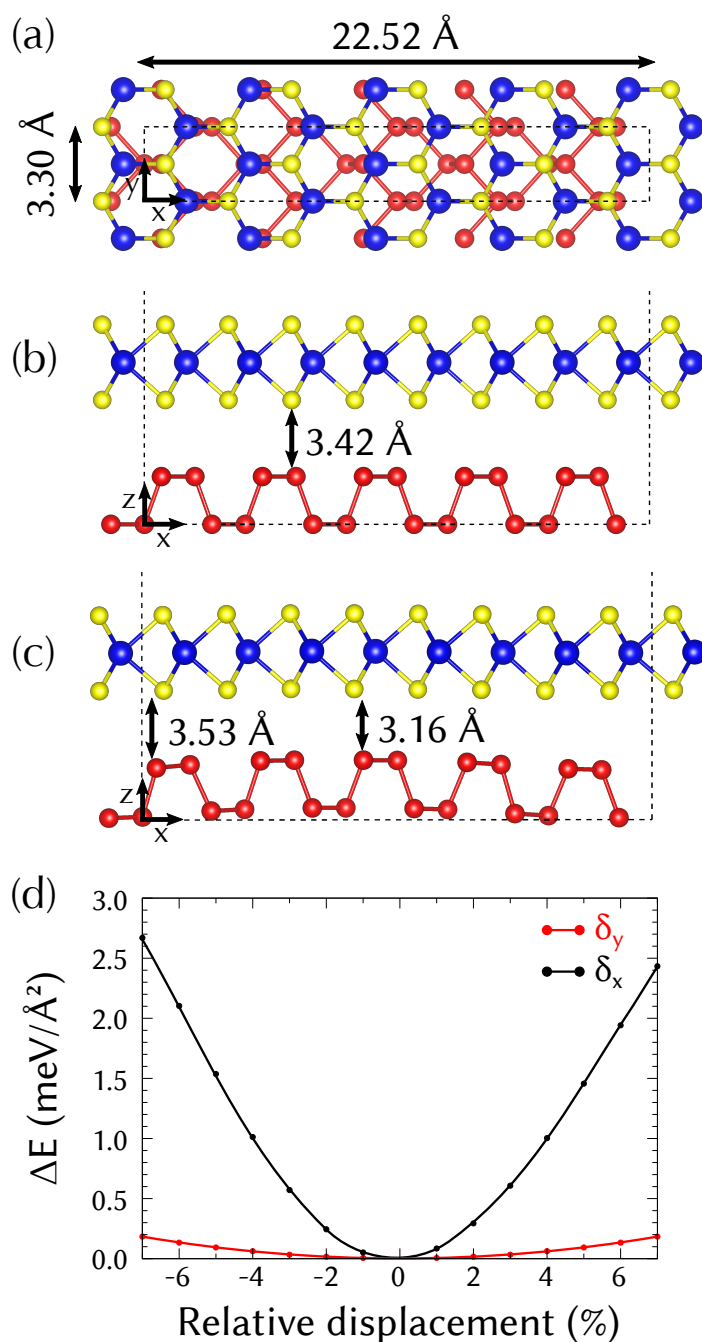 (a)
22.52 Å
3.30 Å
y
x
(b)
3.42 Å
z
x
(c)
3.53 Å
3.16 Å
z
x
(d)
3.0
2.5
2.0
1.5
1.0
0.5
0.0
ΔE (meV/Å²)
δy
δx
-6
-4
-2
0
2
4
6
Relative displacement (%)